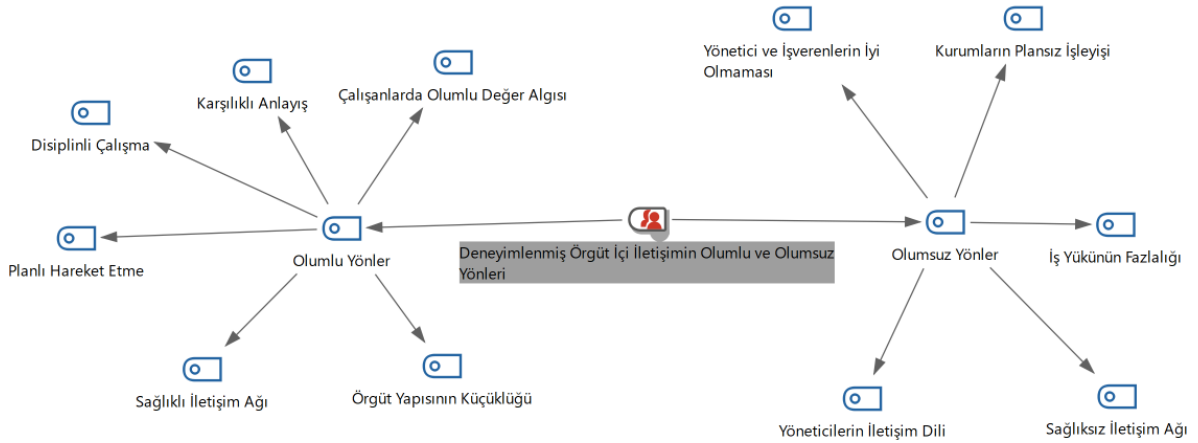 Yönetici ve İşverenlerin İyi
Olmaması
Kurumların Plansız İşleyişi
Karşılıklı Anlayış
Çalışanlarda Olumlu Değer Algısı
Disiplinli Çalışma
Planlı Hareket Etme
Olumlu Yönler
Deneyimlenmiş Örgüt İçi İletişimin Olumlu ve Olumsuz
Yönleri
Olumsuz Yönler
İş Yükünün Fazlalığı
Sağlıklı İletişim Ağı
Örgüt Yapısının Küçüklüğü
Yöneticilerin İletişim Dili
Sağlıksız İletişim Ağı